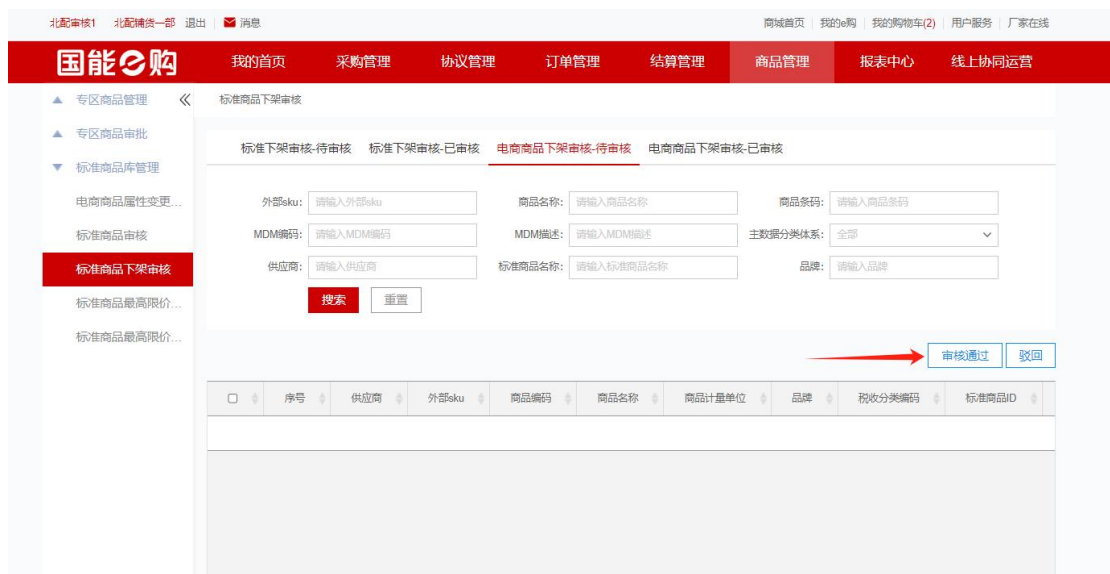 北配审核1 北配辅货一部 退出 消息 商城首页 我的e购 我的购物车(2) 用户服务 厂家在线
国能e购 我的首页 采购管理 协议管理 订单管理 结算管理 商品管理 报表中心 线上协同运营
专区商品管理 标准商品下架审核
专区商品审批
标准下架审核-待审核 标准下架审核-已审核 电商商品下架审核-待审核 电商商品下架审核-已审核
标准商品库管理
电商商品属性变更... 外部sku: 请输入外部sku 商品名称: 请输入商品名称 商品条码: 请输入商品条码
标准商品审核 MDM编码: 请输入MDM编码 MDM描述: 请输入MDM描述 主数据分类体系: 全部
标准商品下架审核 供应商: 请输入供应商 标准商品名称: 请输入标准商品名称 品牌: 请输入品牌
标准商品最高限价... 搜索 重置
标准商品最高限价...
审核通过 驳回
序号 供应商 外部sku 商品编码 商品名称 商品计量单位 品牌 税收分类编码 标准商品ID